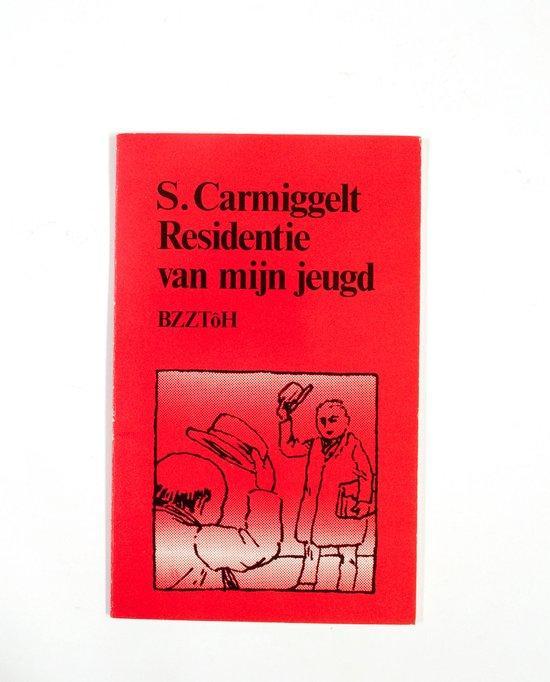 S. Carmiggelt
Residentie
van mijn jeugd
BZZTôH